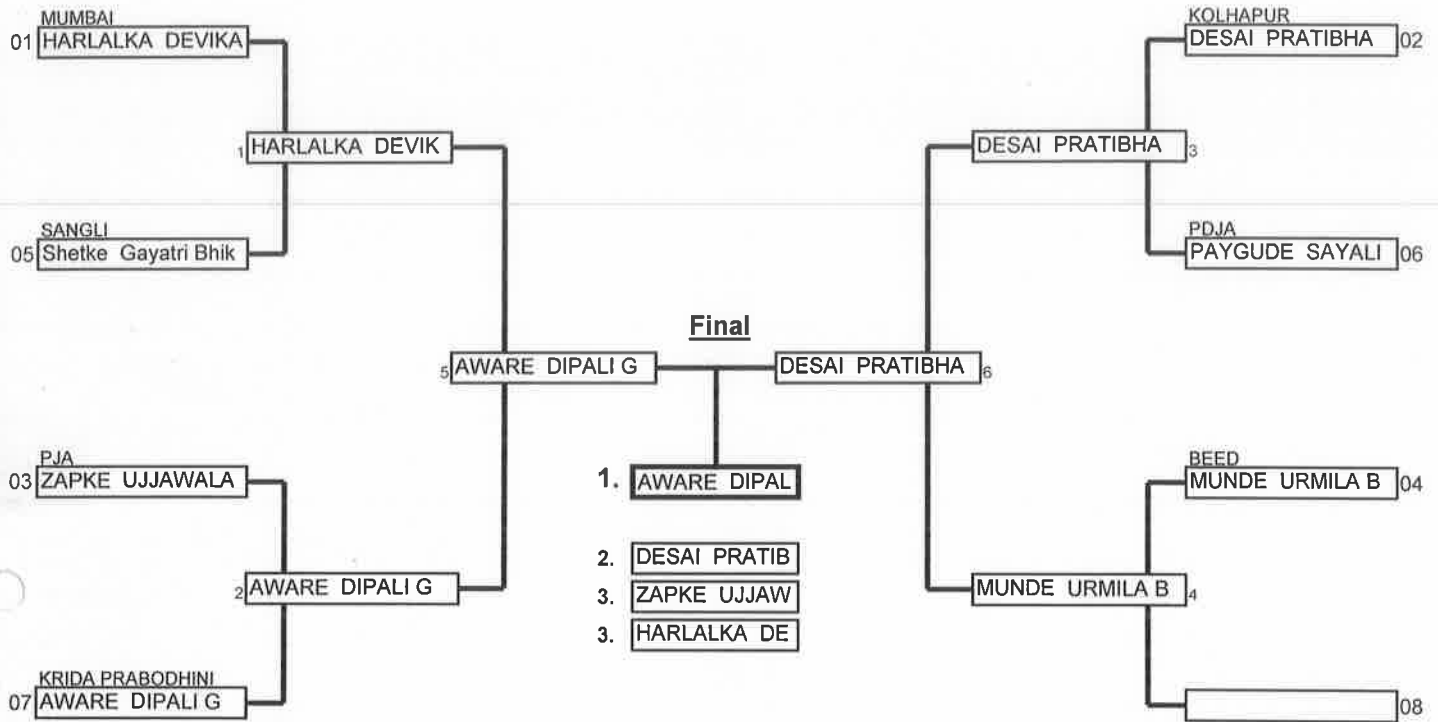 MUMBAI
01 HARLALKA DEVIKA
KOLHAPUR
DESAI PRATIBHA 02
1 HARLALKA DEVIK
DESAI PRATIBHA 3
SANGLI
05 Shetke Gayatri Bhik
PDJA
PAYGUDE SAYALI 06
Final
5 AWARE DIPALI G
DESAI PRATIBHA 6
PJA
03 ZAPKE UJJAWALA
1. AWARE DIPAL
BEED
MUNDE URMILA B 04
2. DESAI PRATIB
2 AWARE DIPALI G
3. ZAPKE UJJAW
MUNDE URMILA B 4
3. HARLALKA DE
KRIDA PRABODHINI
07 AWARE DIPALI G
08